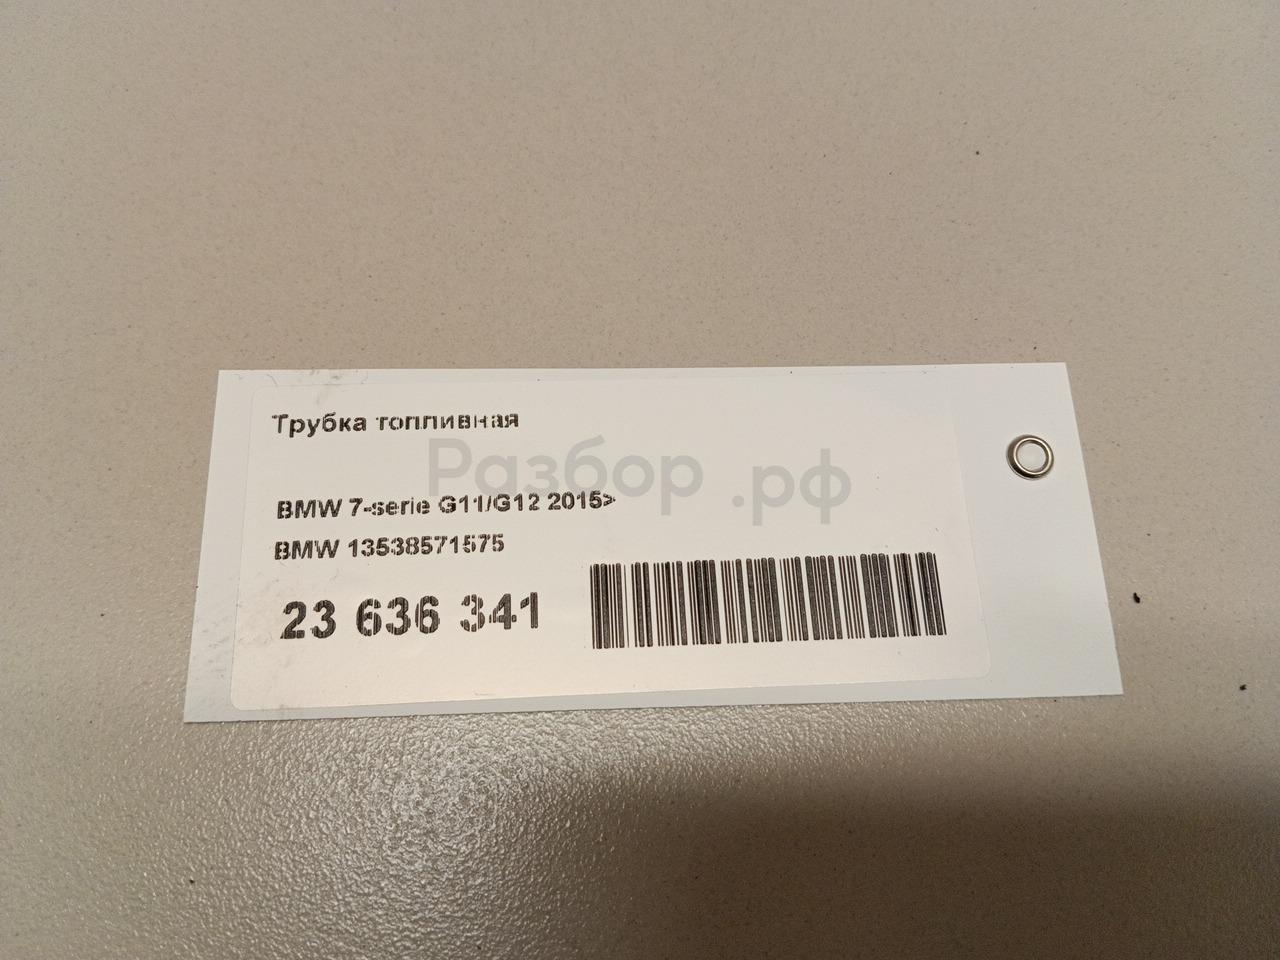 Трубка топливная
Разбор.рф
BMW 7-serie G11/G12 2015>
BMW 13538571575
23 636 341